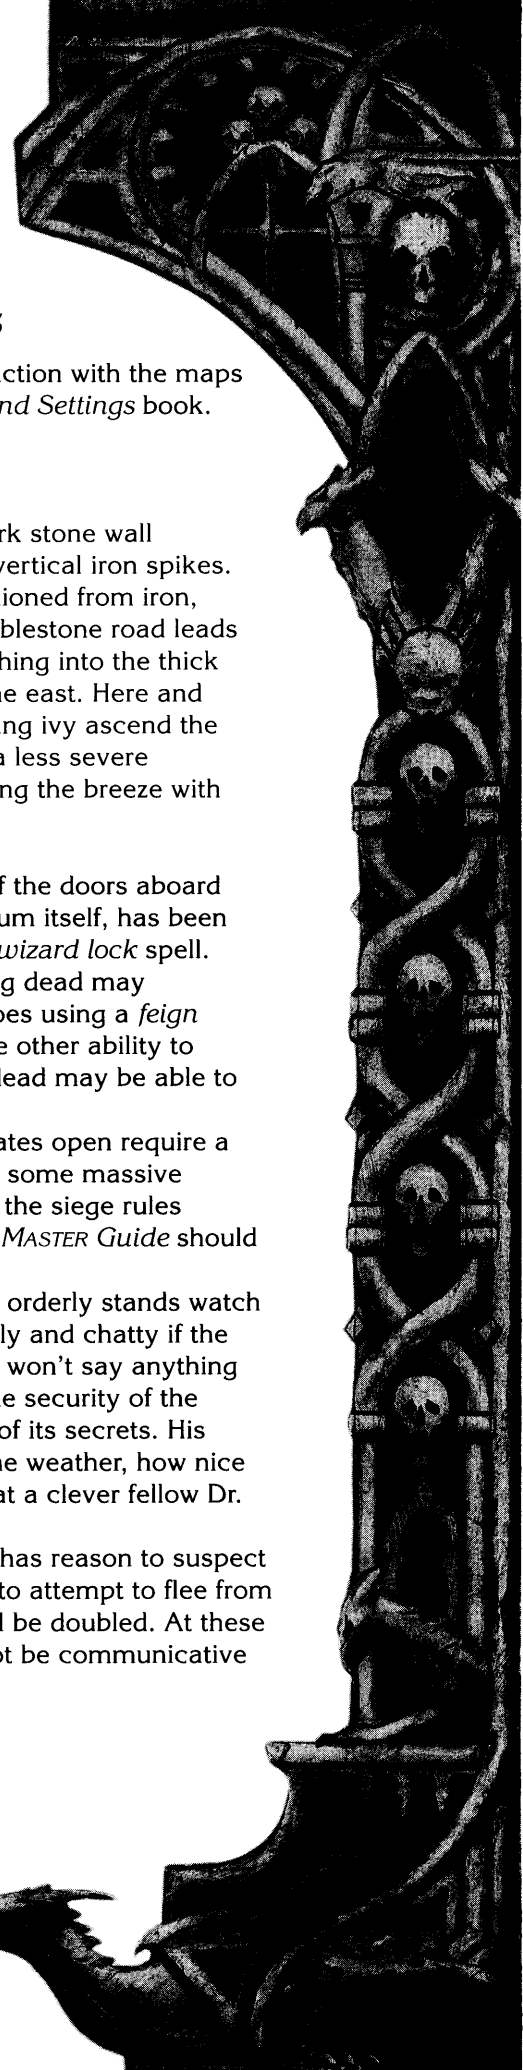 s
ction with the maps
nd Settings book.
rk stone wall
vertical iron spikes.
ioned from iron,
blestone road leads
hing into the thick
e east. Here and
ng ivy ascend the
a less severe
ng the breeze with
f the doors aboard
um itself, has been
wizard lock spell.
g dead may
oes using a feign
e other ability to
dead may be able to
ates open require a
some massive
the siege rules
MASTER Guide should
orderly stands watch
ly and chatty if the
won't say anything
e security of the
of its secrets. His
he weather, how nice
at a clever fellow Dr.
has reason to suspect
to attempt to flee from
l be doubled. At these
ot be communicative